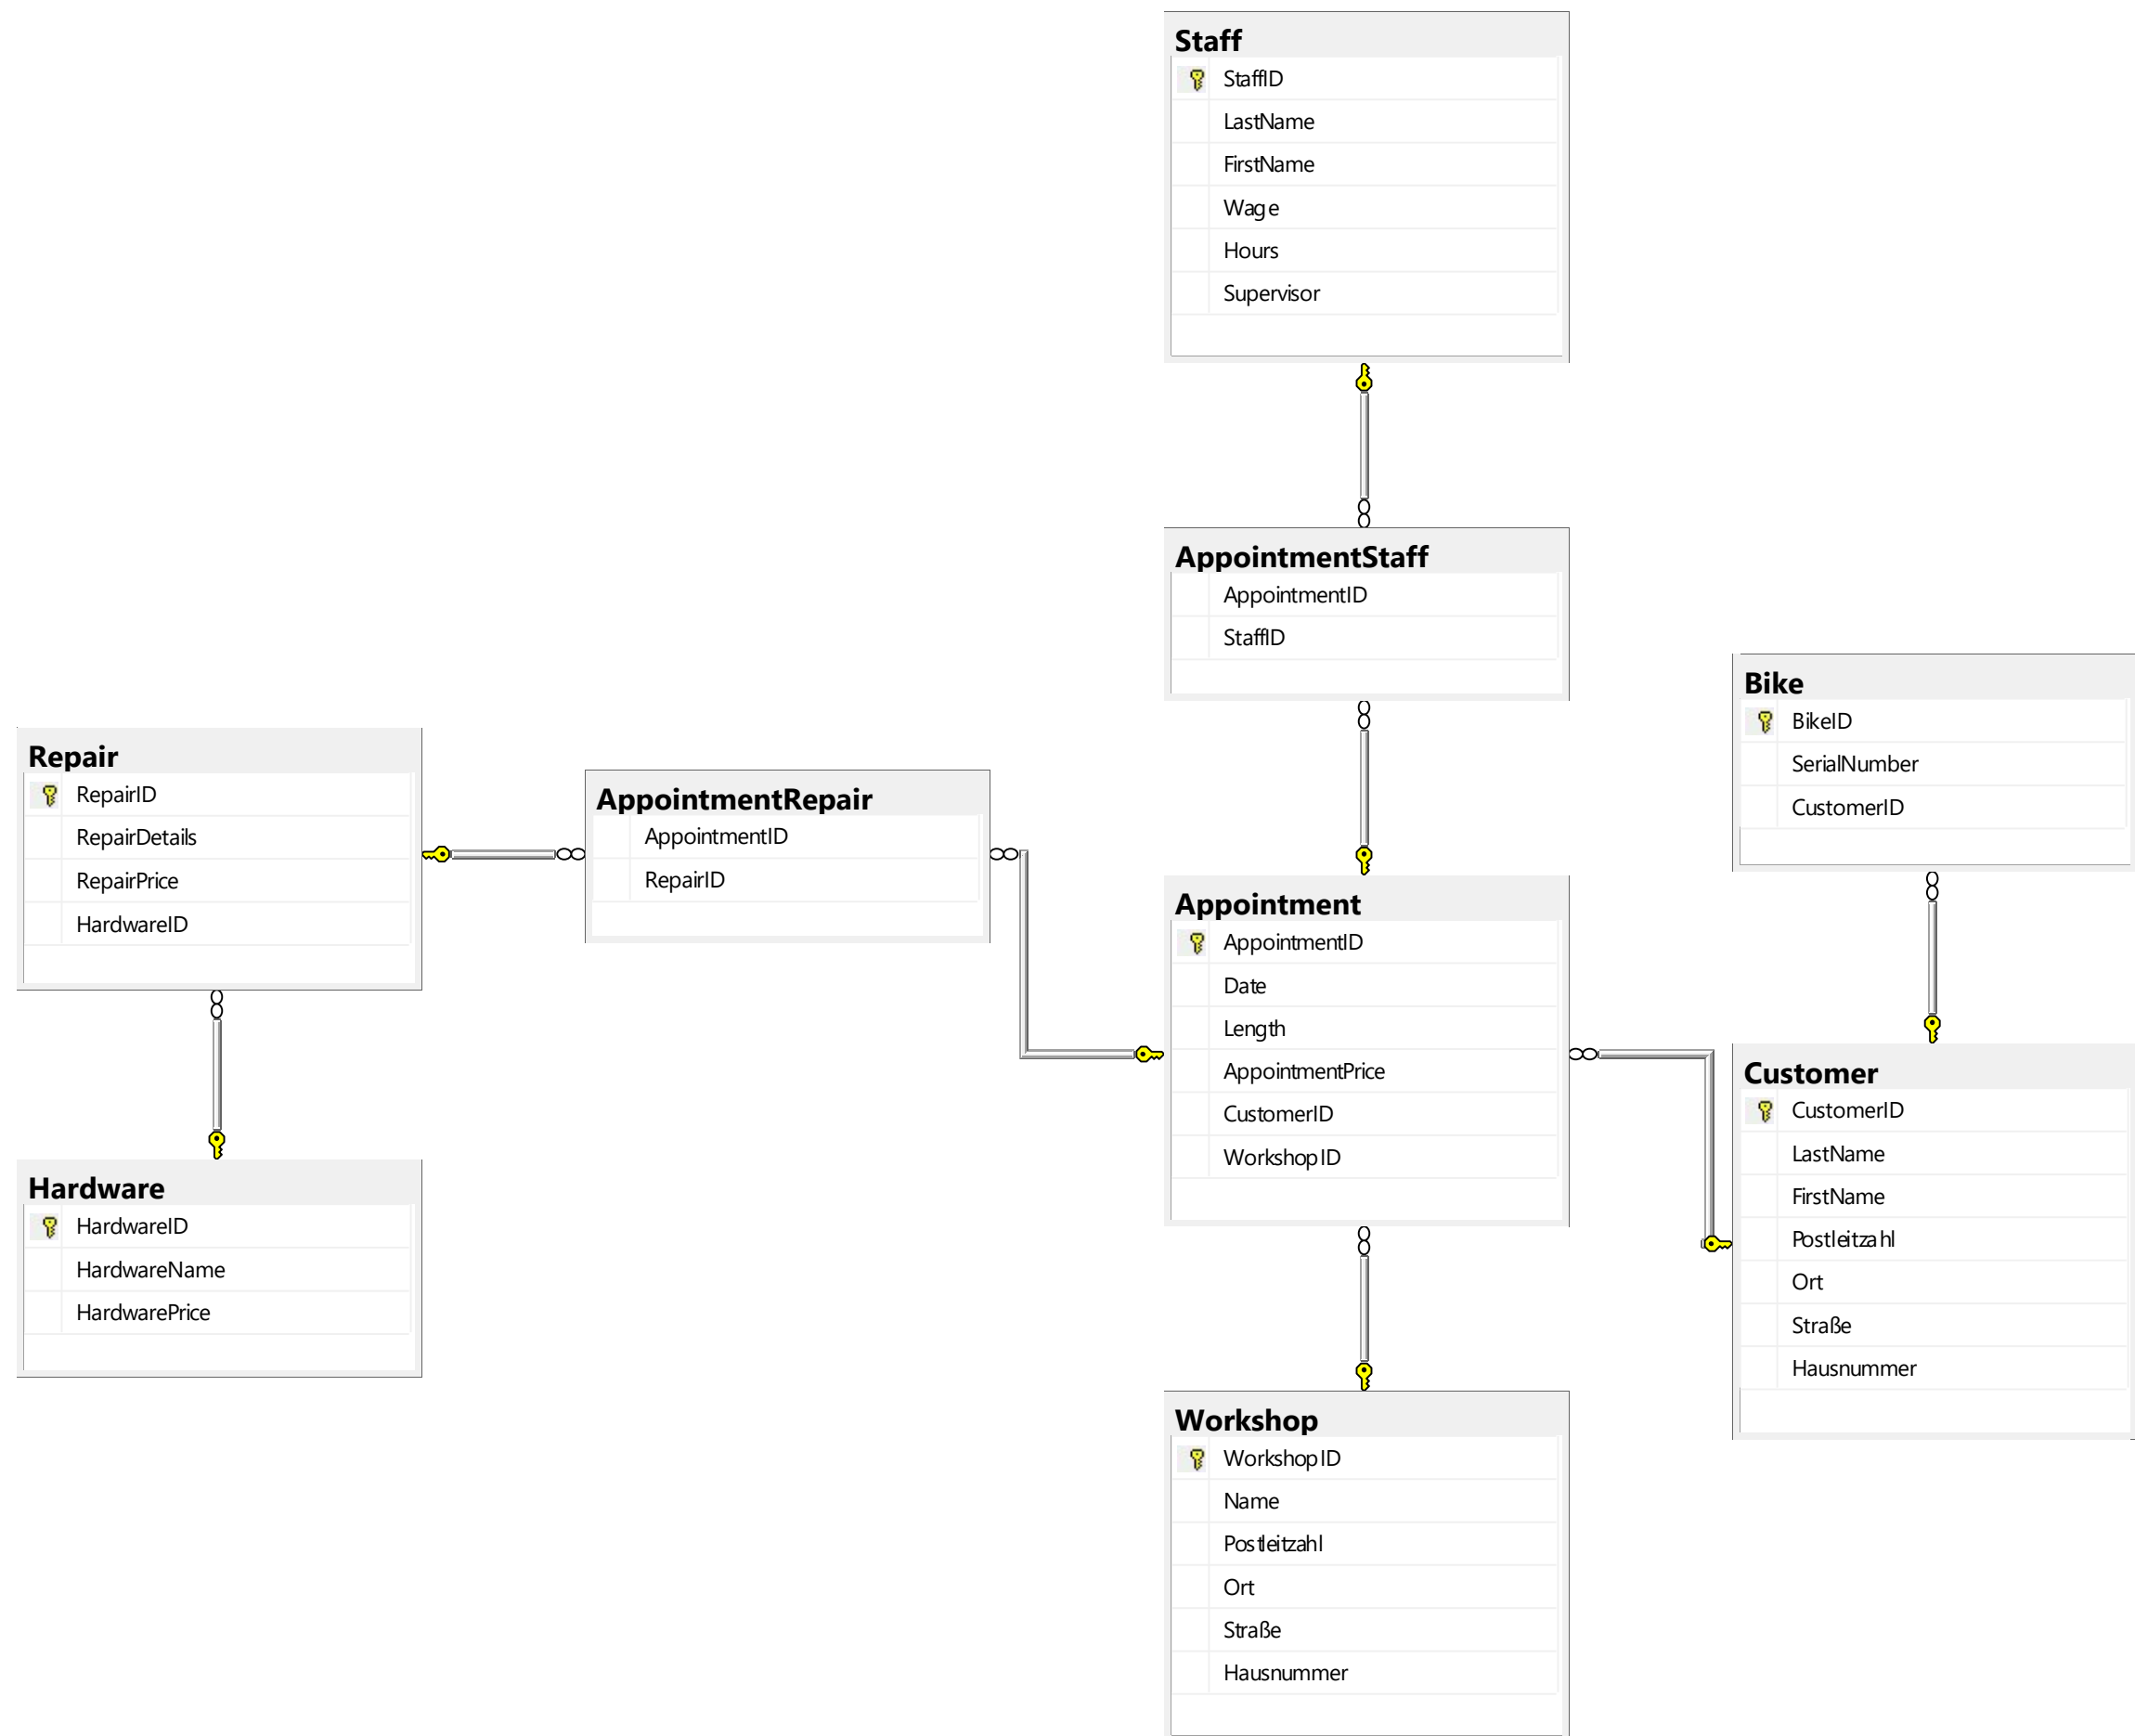 Staff
StaffID
LastName
FirstName
Wage
Hours
Supervisor
AppointmentStaff
AppointmentID
StaffID
Bike
BikeID
SerialNumber
CustomerID
Repair
RepairID
RepairDetails
RepairPrice
HardwareID
AppointmentRepair
AppointmentID
RepairID
Appointment
AppointmentID
Date
Length
AppointmentPrice
CustomerID
WorkshopID
Customer
CustomerID
LastName
FirstName
Postleitzahl
Ort
Straße
Hausnummer
Hardware
HardwareID
HardwareName
HardwarePrice
Workshop
WorkshopID
Name
Postleitzahl
Ort
Straße
Hausnummer